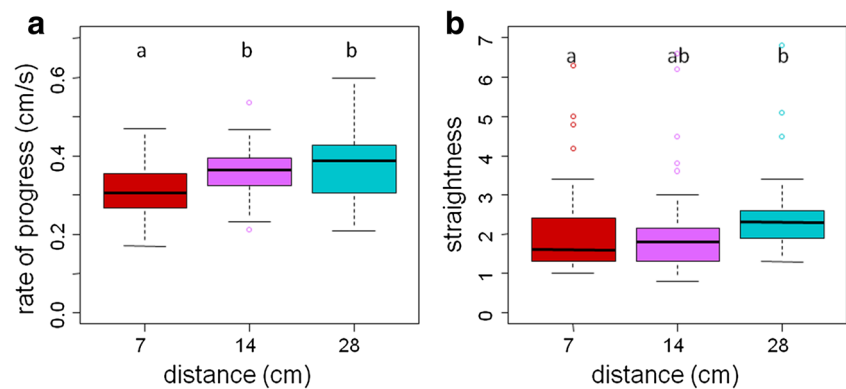 a
a b b
rate of progress (cm/s)
0.0 0.2 0.4 0.6
7 14 28
distance (cm)
b
a ab b
straightness
0 1 2 3 4 5 6 7
7 14 28
distance (cm)